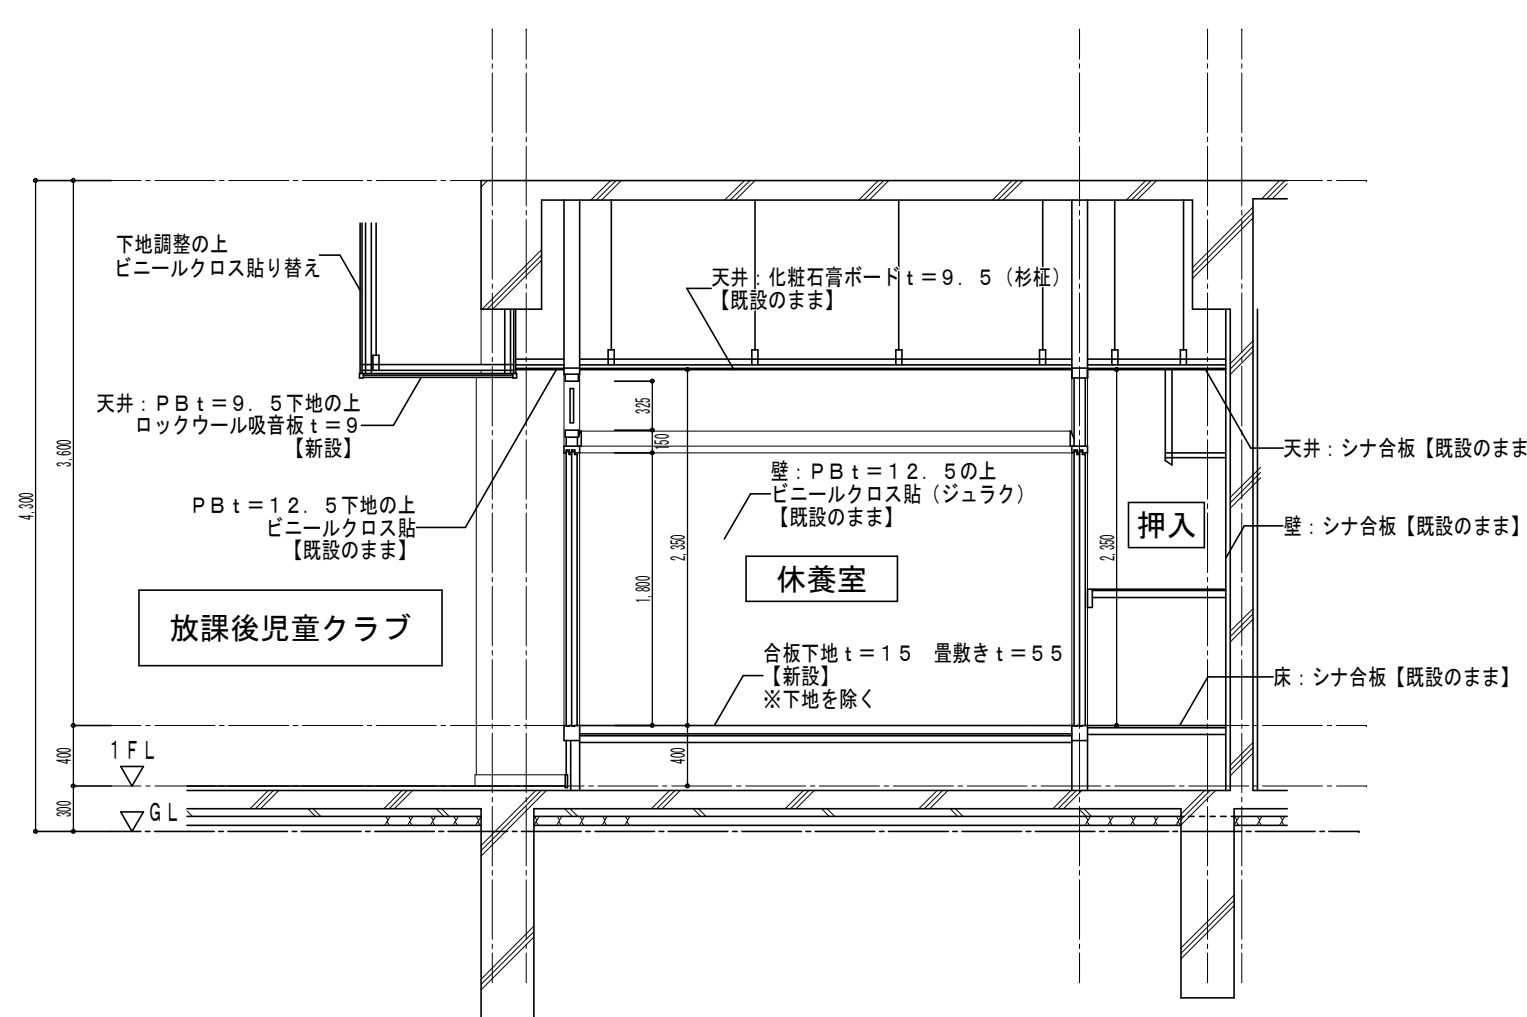 下地調整の上
ビニールクロス貼り替え
天井：化粧石膏ボードｔ＝９．５（杉柾）
【既設のまま】
天井：ＰＢｔ＝９．５下地の上
ロックウール吸音板ｔ＝９
【新設】
ＰＢｔ＝１２．５下地の上
ビニールクロス貼
【既設のまま】
壁：ＰＢｔ＝１２．５の上
ビニールクロス貼（ジュラク）
【既設のまま】
天井：シナ合板【既設のまま
押入
壁：シナ合板【既設のまま】
休養室
放課後児童クラブ
合板下地ｔ＝１５　畳敷きｔ＝５５
【新設】
※下地を除く
床：シナ合板【既設のまま】
１ＦＬ
ＧＬ
4,300
3,600
400
300
325
150
1,800
2,350
400
2,350